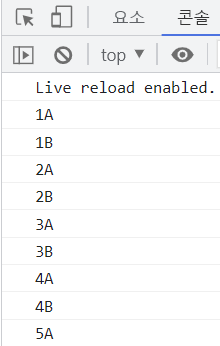 요소 콘솔
top
Live reload enabled.
1A
1B
2A
2B
3A
3B
4A
4B
5A